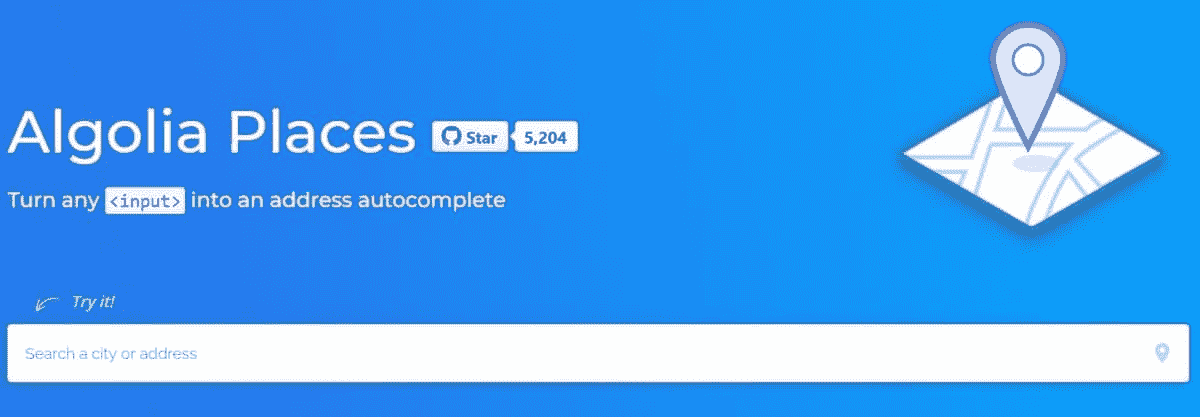 Algolia Places Star 5,204
Turn any <input> into an address autocomplete
Try it!
Search a city or address